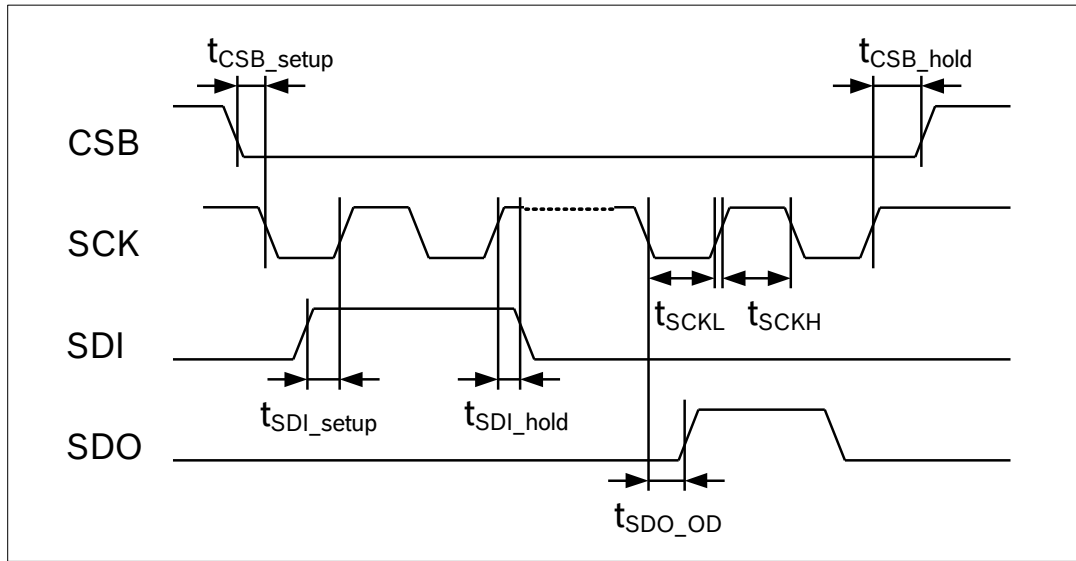 tCSB_setup
tCSB_hold
CSB
SCK
tSCKL
tSCKH
SDI
tSDI_setup
tSDI_hold
SDO
tSDO_OD